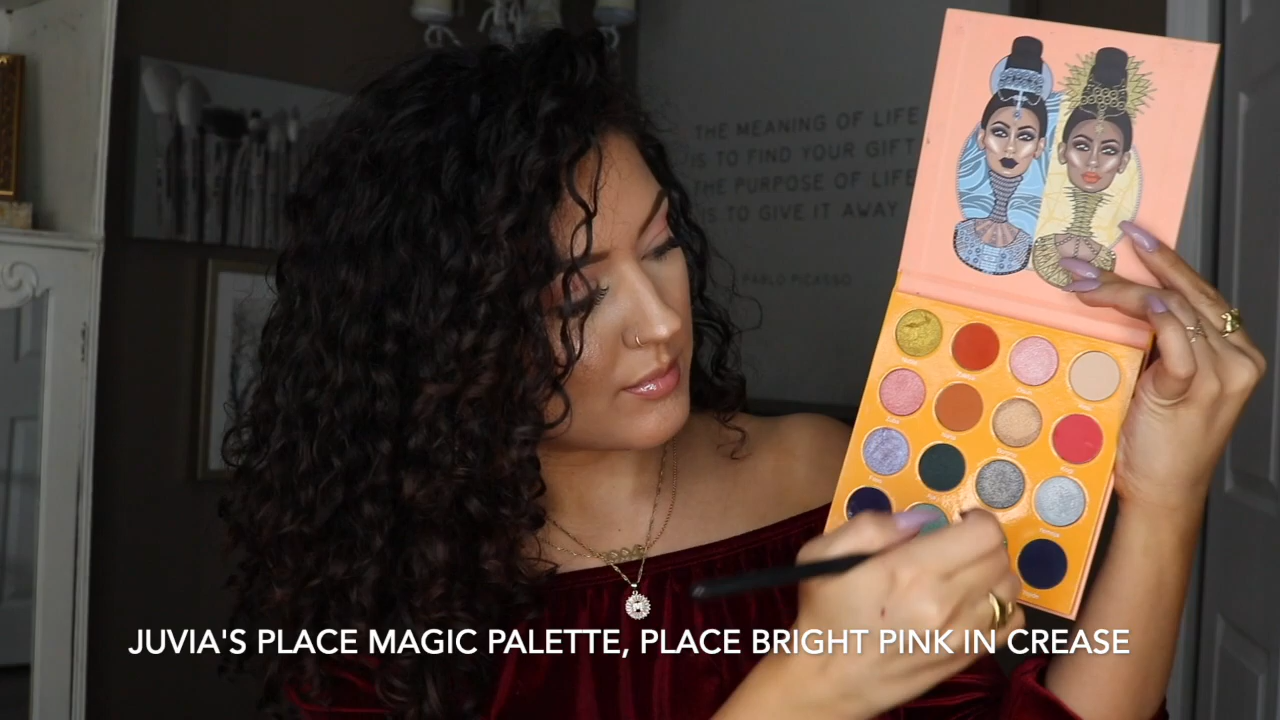 THE MEANING OF LIFE
IS TO FIND YOUR GIFT
THE PURPOSE OF LIFE
IS TO GIVE IT AWAY
PABLO PICASSO
JUVIA'S PLACE MAGIC PALETTE, PLACE BRIGHT PINK IN CREASE